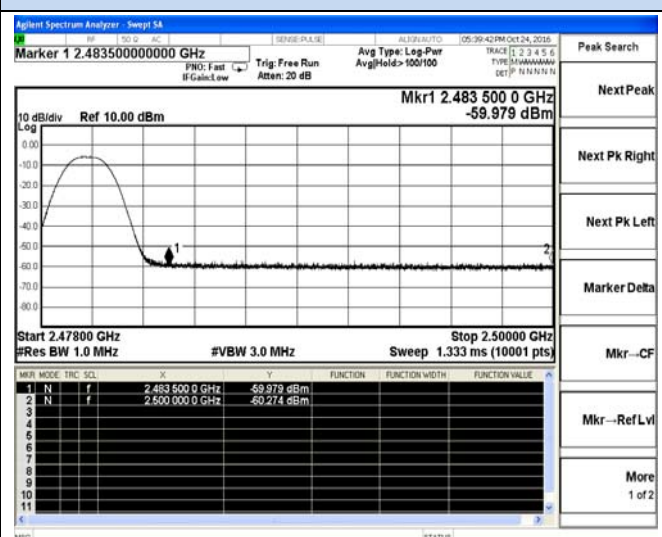 Agilent Spectrum Analyzer - Swept SA
RF 50 Ω AC SENSE:PULSE ALIGN AUTO 05:39:42 PM Oct 24, 2016
Marker 1 2.483500000000 GHz
PNO: Fast
IFGain:Low
Trig: Free Run
Atten: 20 dB
Avg Type: Log-Pwr
Avg|Hold:> 100/100
TRACE 1 2 3 4 5 6
TYPE MWWWWW
DET P N N N N N
Peak Search
Mkr1 2.483 500 0 GHz
-59.979 dBm
10 dB/div Ref 10.00 dBm
Log
0.00
-10.0
-20.0
-30.0
-40.0
-50.0
-60.0
-70.0
-80.0
1
2
Start 2.47800 GHz Stop 2.50000 GHz
#Res BW 1.0 MHz #VBW 3.0 MHz Sweep 1.333 ms (10001 pts)
MKR MODE TRC SCL X Y FUNCTION FUNCTION WIDTH FUNCTION VALUE
1 N f 2.483 500 0 GHz -59.979 dBm
2 N f 2.500 000 0 GHz -60.274 dBm
3
4
5
6
7
8
9
10
11
MSG STATUS
Next Peak
Next Pk Right
Next Pk Left
Marker Delta
Mkr→CF
Mkr→Ref Lvl
More
1 of 2